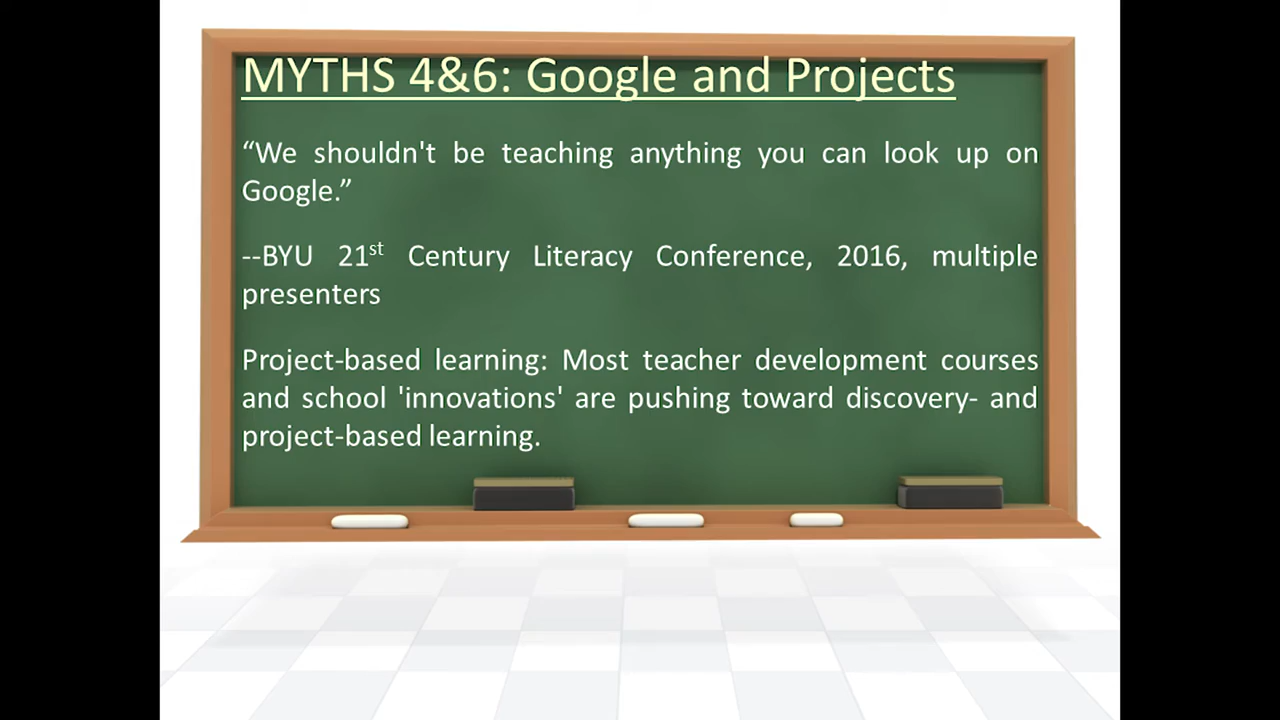 MYTHS 4&6: Google and Projects
“We shouldn't be teaching anything you can look up on
Google.”
--BYU 21st Century Literacy Conference, 2016, multiple
presenters
Project-based learning: Most teacher development courses
and school 'innovations' are pushing toward discovery- and
project-based learning.